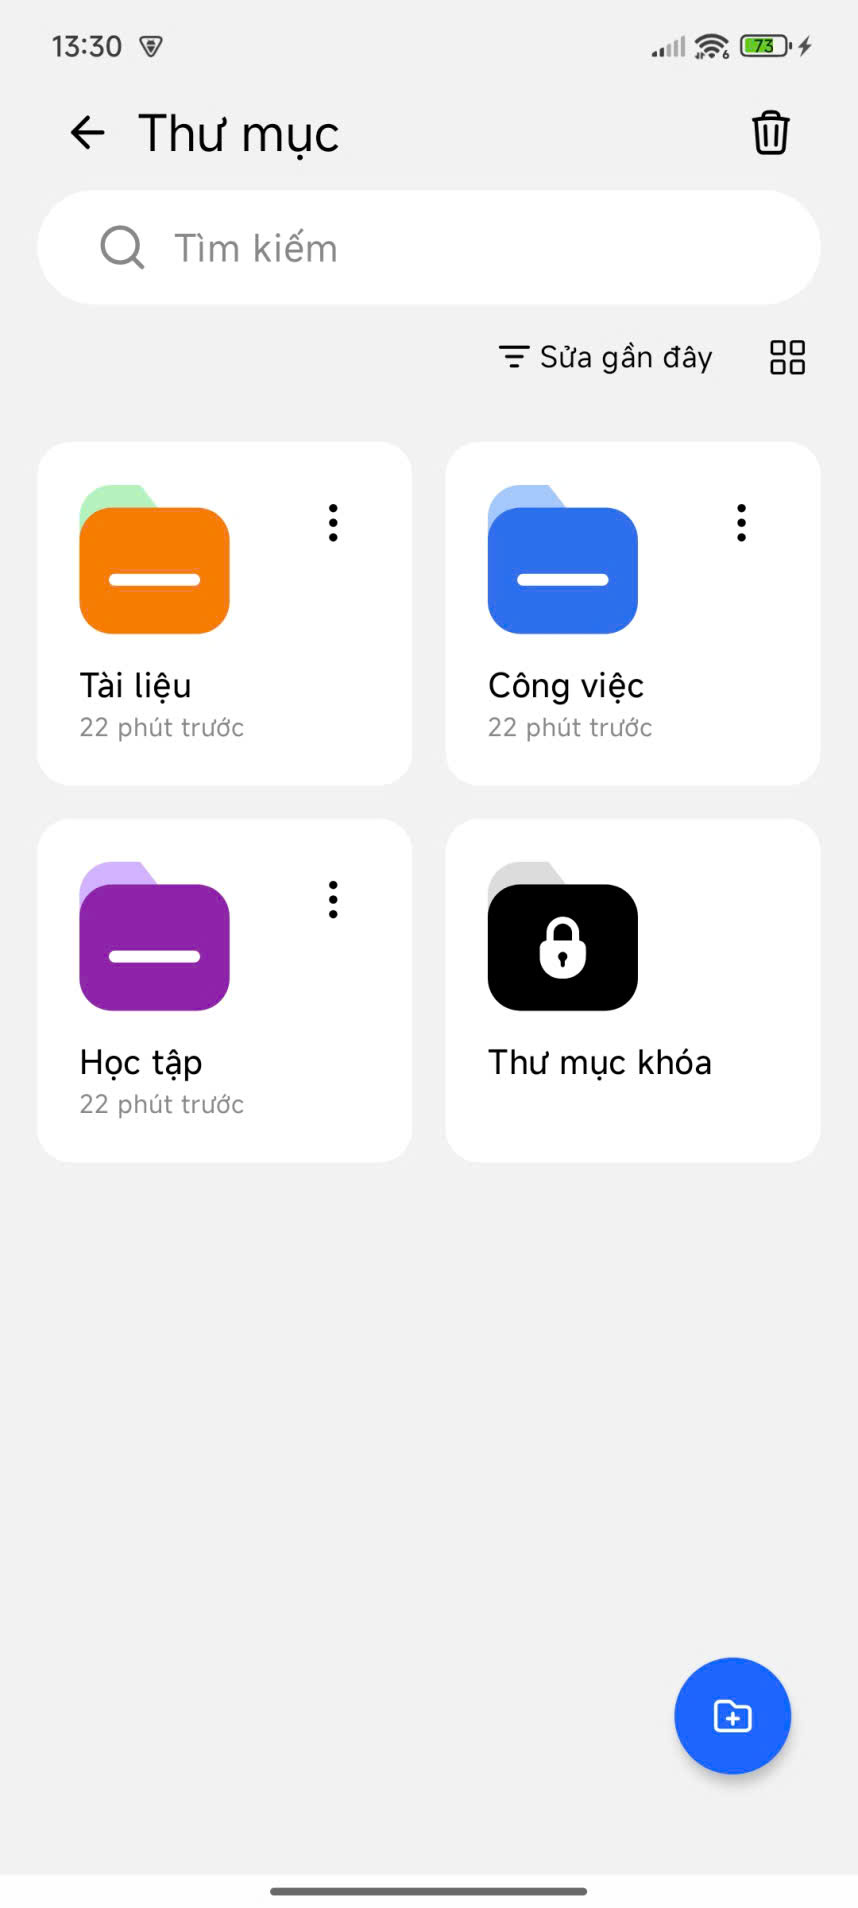 13:30
6
73
Thư mục
Tìm kiếm
Sửa gần đây
Tài liệu
22 phút trước
Công việc
22 phút trước
Học tập
22 phút trước
Thư mục khóa